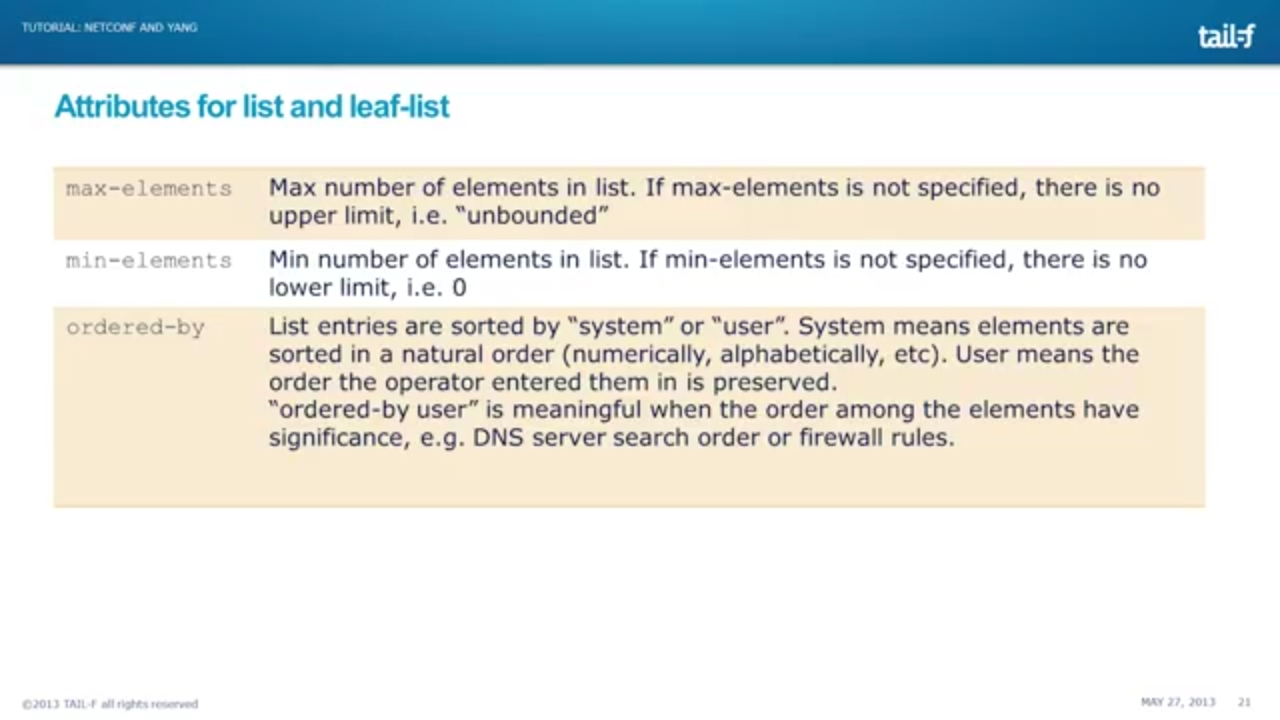 TUTORIAL: NETCONF AND YANG
tail-f
Attributes for list and leaf-list
max-elements
Max number of elements in list. If max-elements is not specified, there is no
upper limit, i.e. “unbounded”
min-elements
Min number of elements in list. If min-elements is not specified, there is no
lower limit, i.e. 0
ordered-by
List entries are sorted by “system” or “user”. System means elements are
sorted in a natural order (numerically, alphabetically, etc). User means the
order the operator entered them in is preserved.
“ordered-by user” is meaningful when the order among the elements have
significance, e.g. DNS server search order or firewall rules.
©2013 TAIL-F all rights reserved
MAY 27, 2013 21